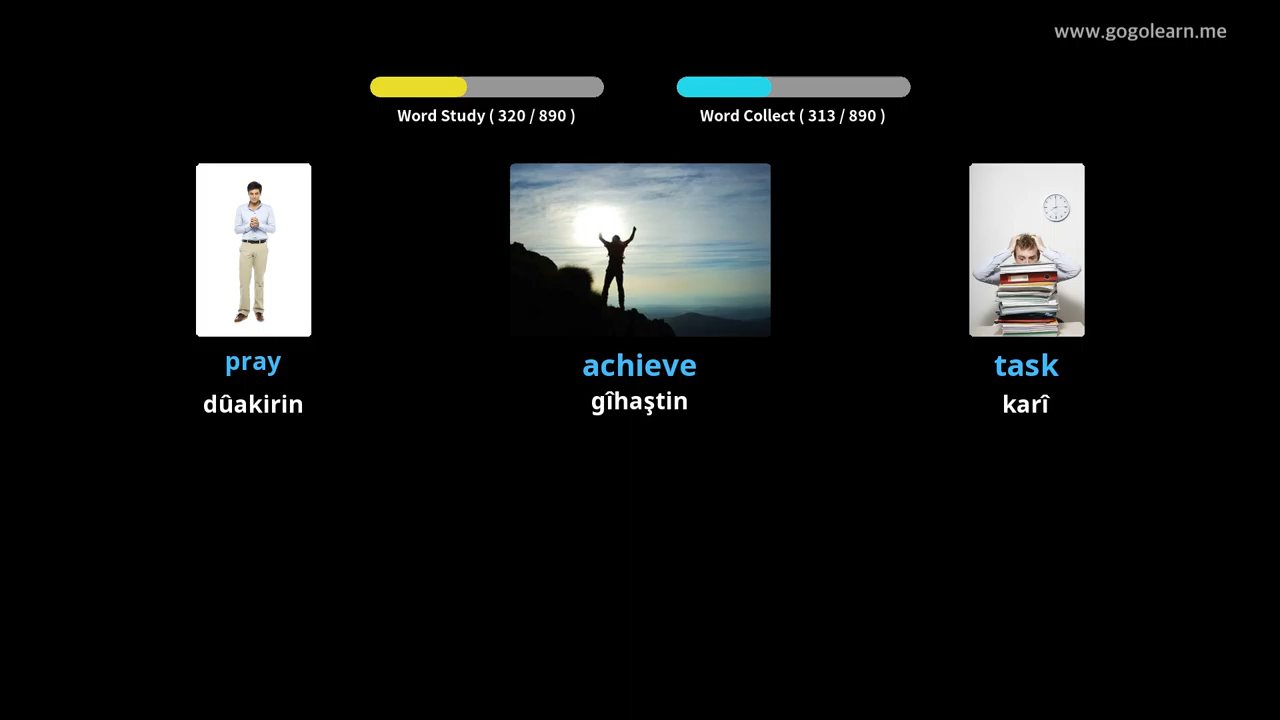 www.gogolearn.me
Word Study ( 320 / 890 )
Word Collect ( 313 / 890 )
pray
achieve
task
dûakirin
gîhaştin
karî